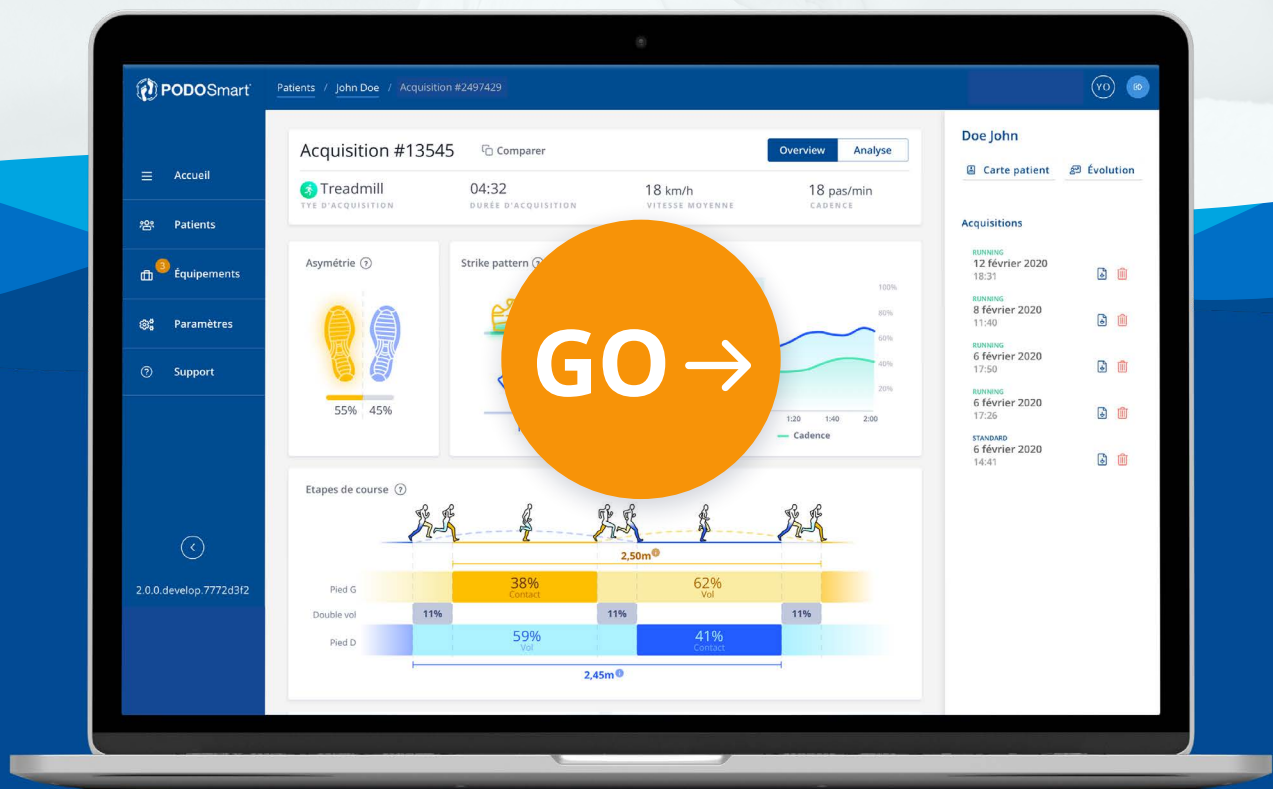 PODOSmart
Patients / John Doe / Acquisition #2497429
YO
Accueil
Patients
3
Équipements
Paramètres
Support
2.0.0.develop.7772d3f2
Acquisition #13545
Comparer
Overview
Analyse
Treadmill
TYE D'ACQUISITION
04:32
DURÉE D'ACQUISITION
18 km/h
VITESSE MOYENNE
18 pas/min
CADENCE
Asymétrie ?
55% 45%
Strike pattern ?
GO →
100%
80%
60%
40%
20%
1:20 1:40 2:00
Cadence
Etapes de course ?
2,50m
Pied G
38%
Contact
62%
Vol
Double vol
11% 11% 11%
Pied D
59%
Vol
41%
Contact
2,45m
Doe John
Carte patient
Évolution
Acquisitions
RUNNING
12 février 2020
18:31
RUNNING
8 février 2020
11:40
RUNNING
6 février 2020
17:50
RUNNING
6 février 2020
17:26
STANDARD
6 février 2020
14:41